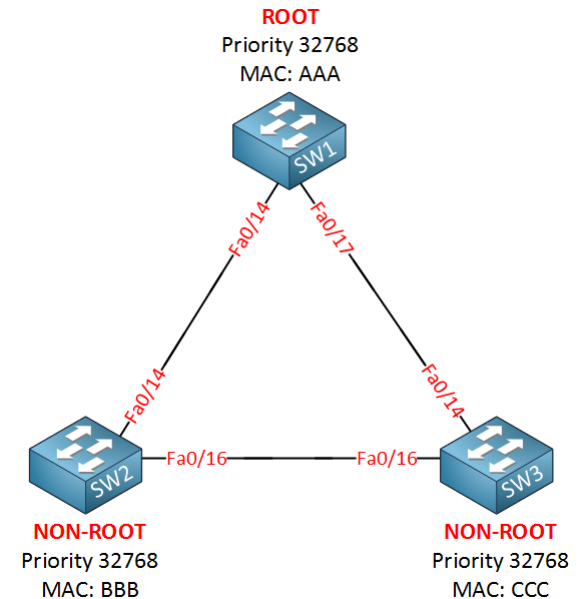 ROOT
Priority 32768
MAC: AAA
SW1
Fa0/14
Fa0/17
Fa0/14
Fa0/14
Fa0/16
Fa0/16
SW2
SW3
NON-ROOT
Priority 32768
MAC: BBB
NON-ROOT
Priority 32768
MAC: CCC